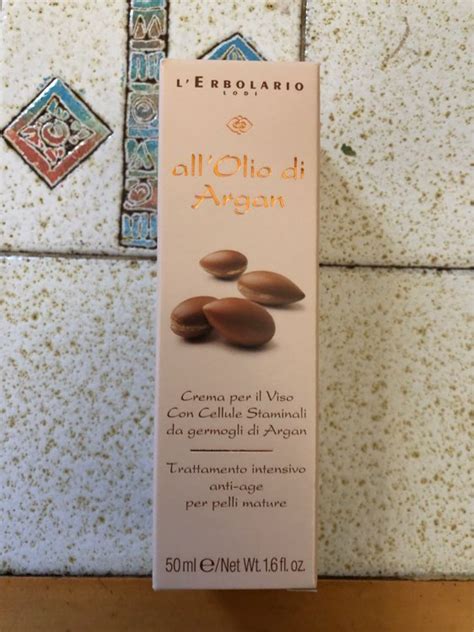 L'ERBOLARIO
LODI
all'Olio di
Argan
Crema per il Viso
Con Cellule Staminali
da germogli di Argan
Trattamento intensivo
anti-age
per pelli mature
50 ml e/Net Wt. 1.6 fl. oz.